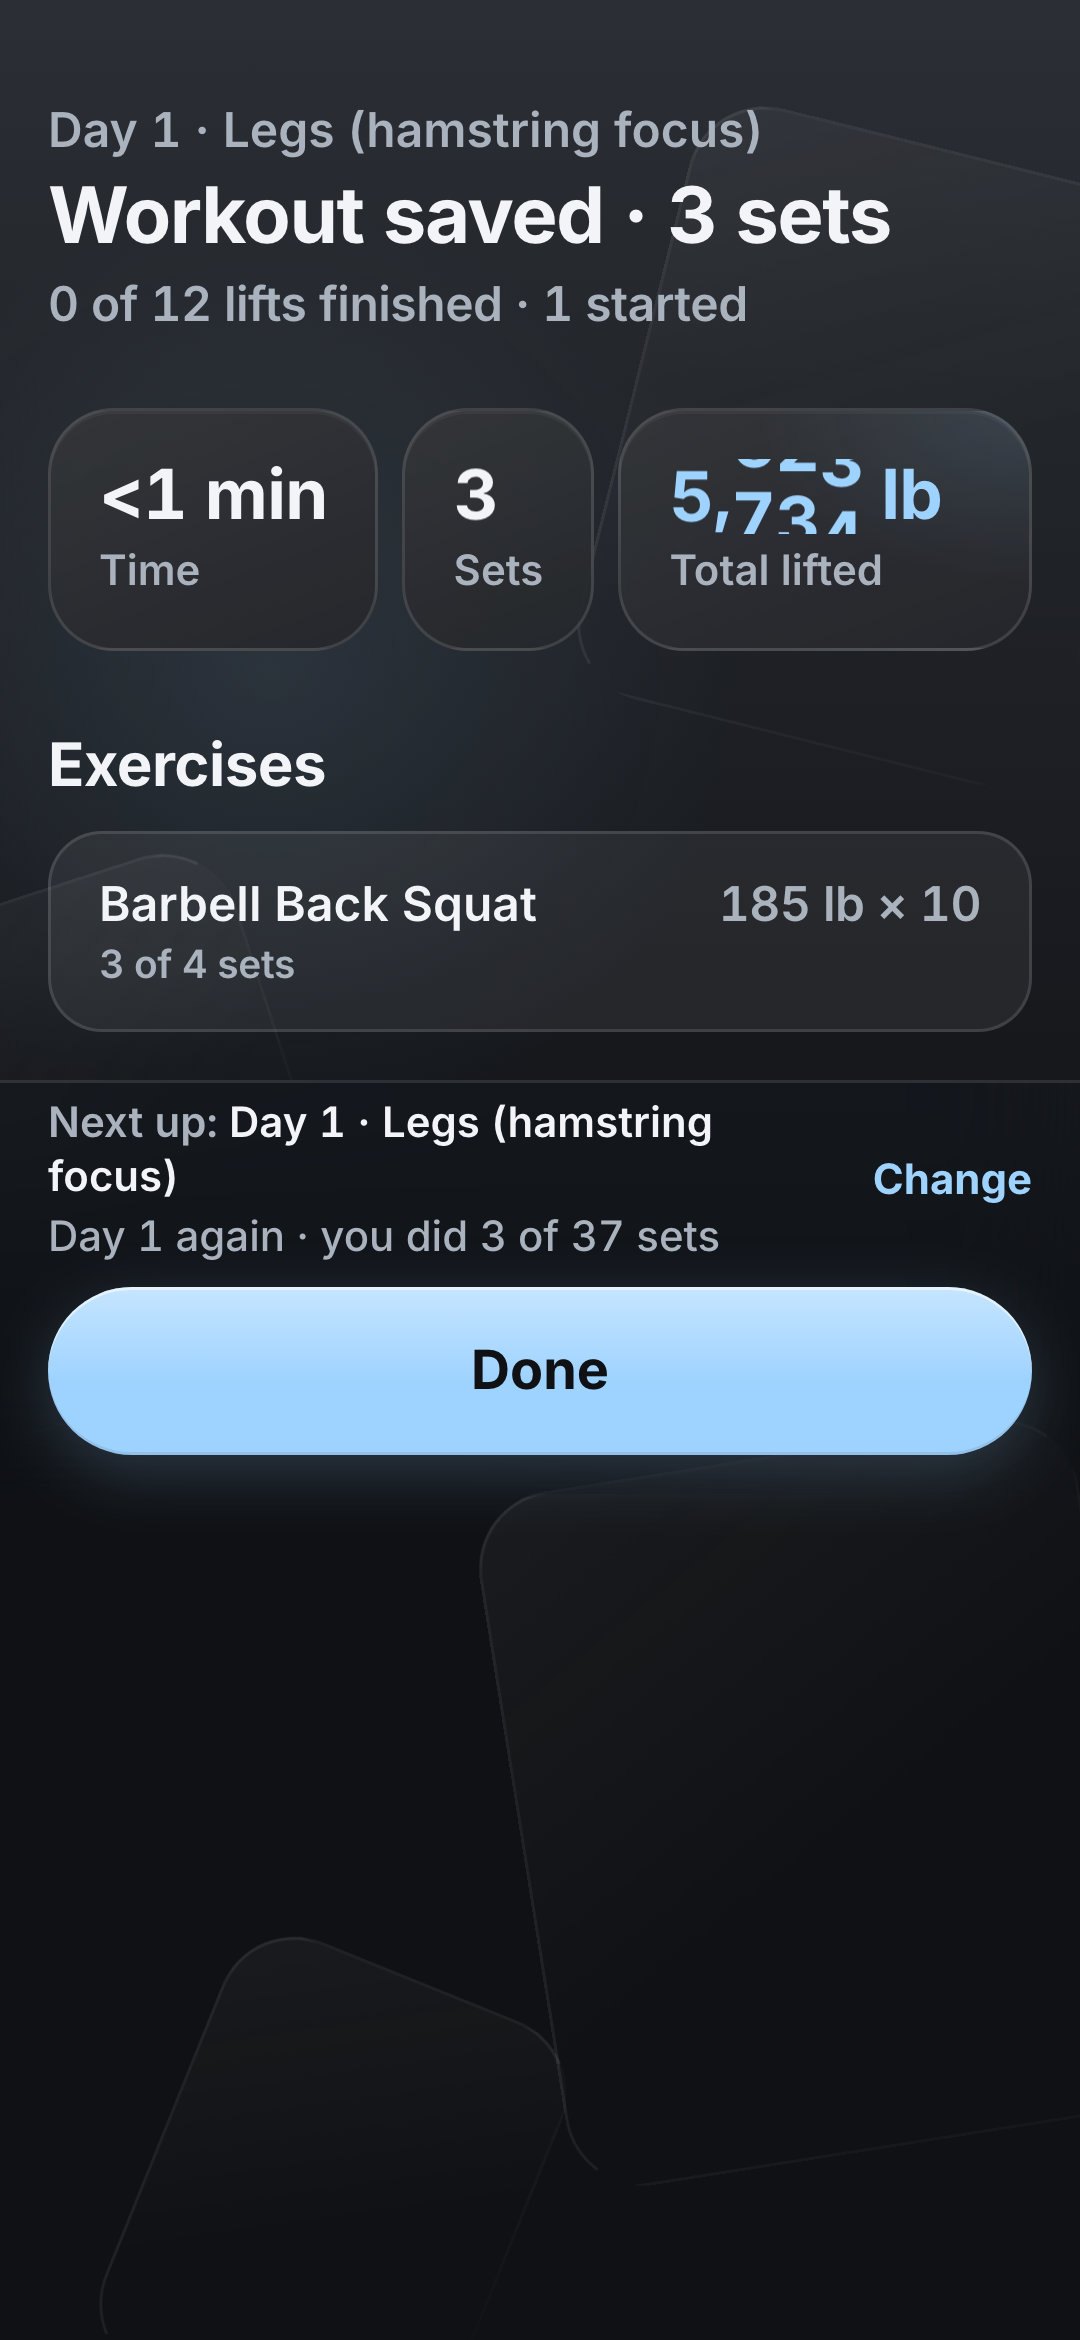 Day 1 · Legs (hamstring focus)
Workout saved · 3 sets
0 of 12 lifts finished · 1 started
<1 min
Time
3
Sets
lb
Total lifted
Exercises
Barbell Back Squat
185 lb × 10
3 of 4 sets
Next up: Day 1 · Legs (hamstring
focus)
Change
Day 1 again · you did 3 of 37 sets
Done